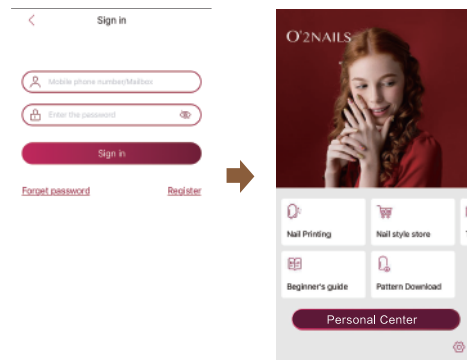 Sign in
Mobile phone number/Mailbox
Enter the password
Sign in
Forget password
Register
O'2NAILS
Nail Printing
Nail style store
Beginner's guide
Pattern Download
Personal Center